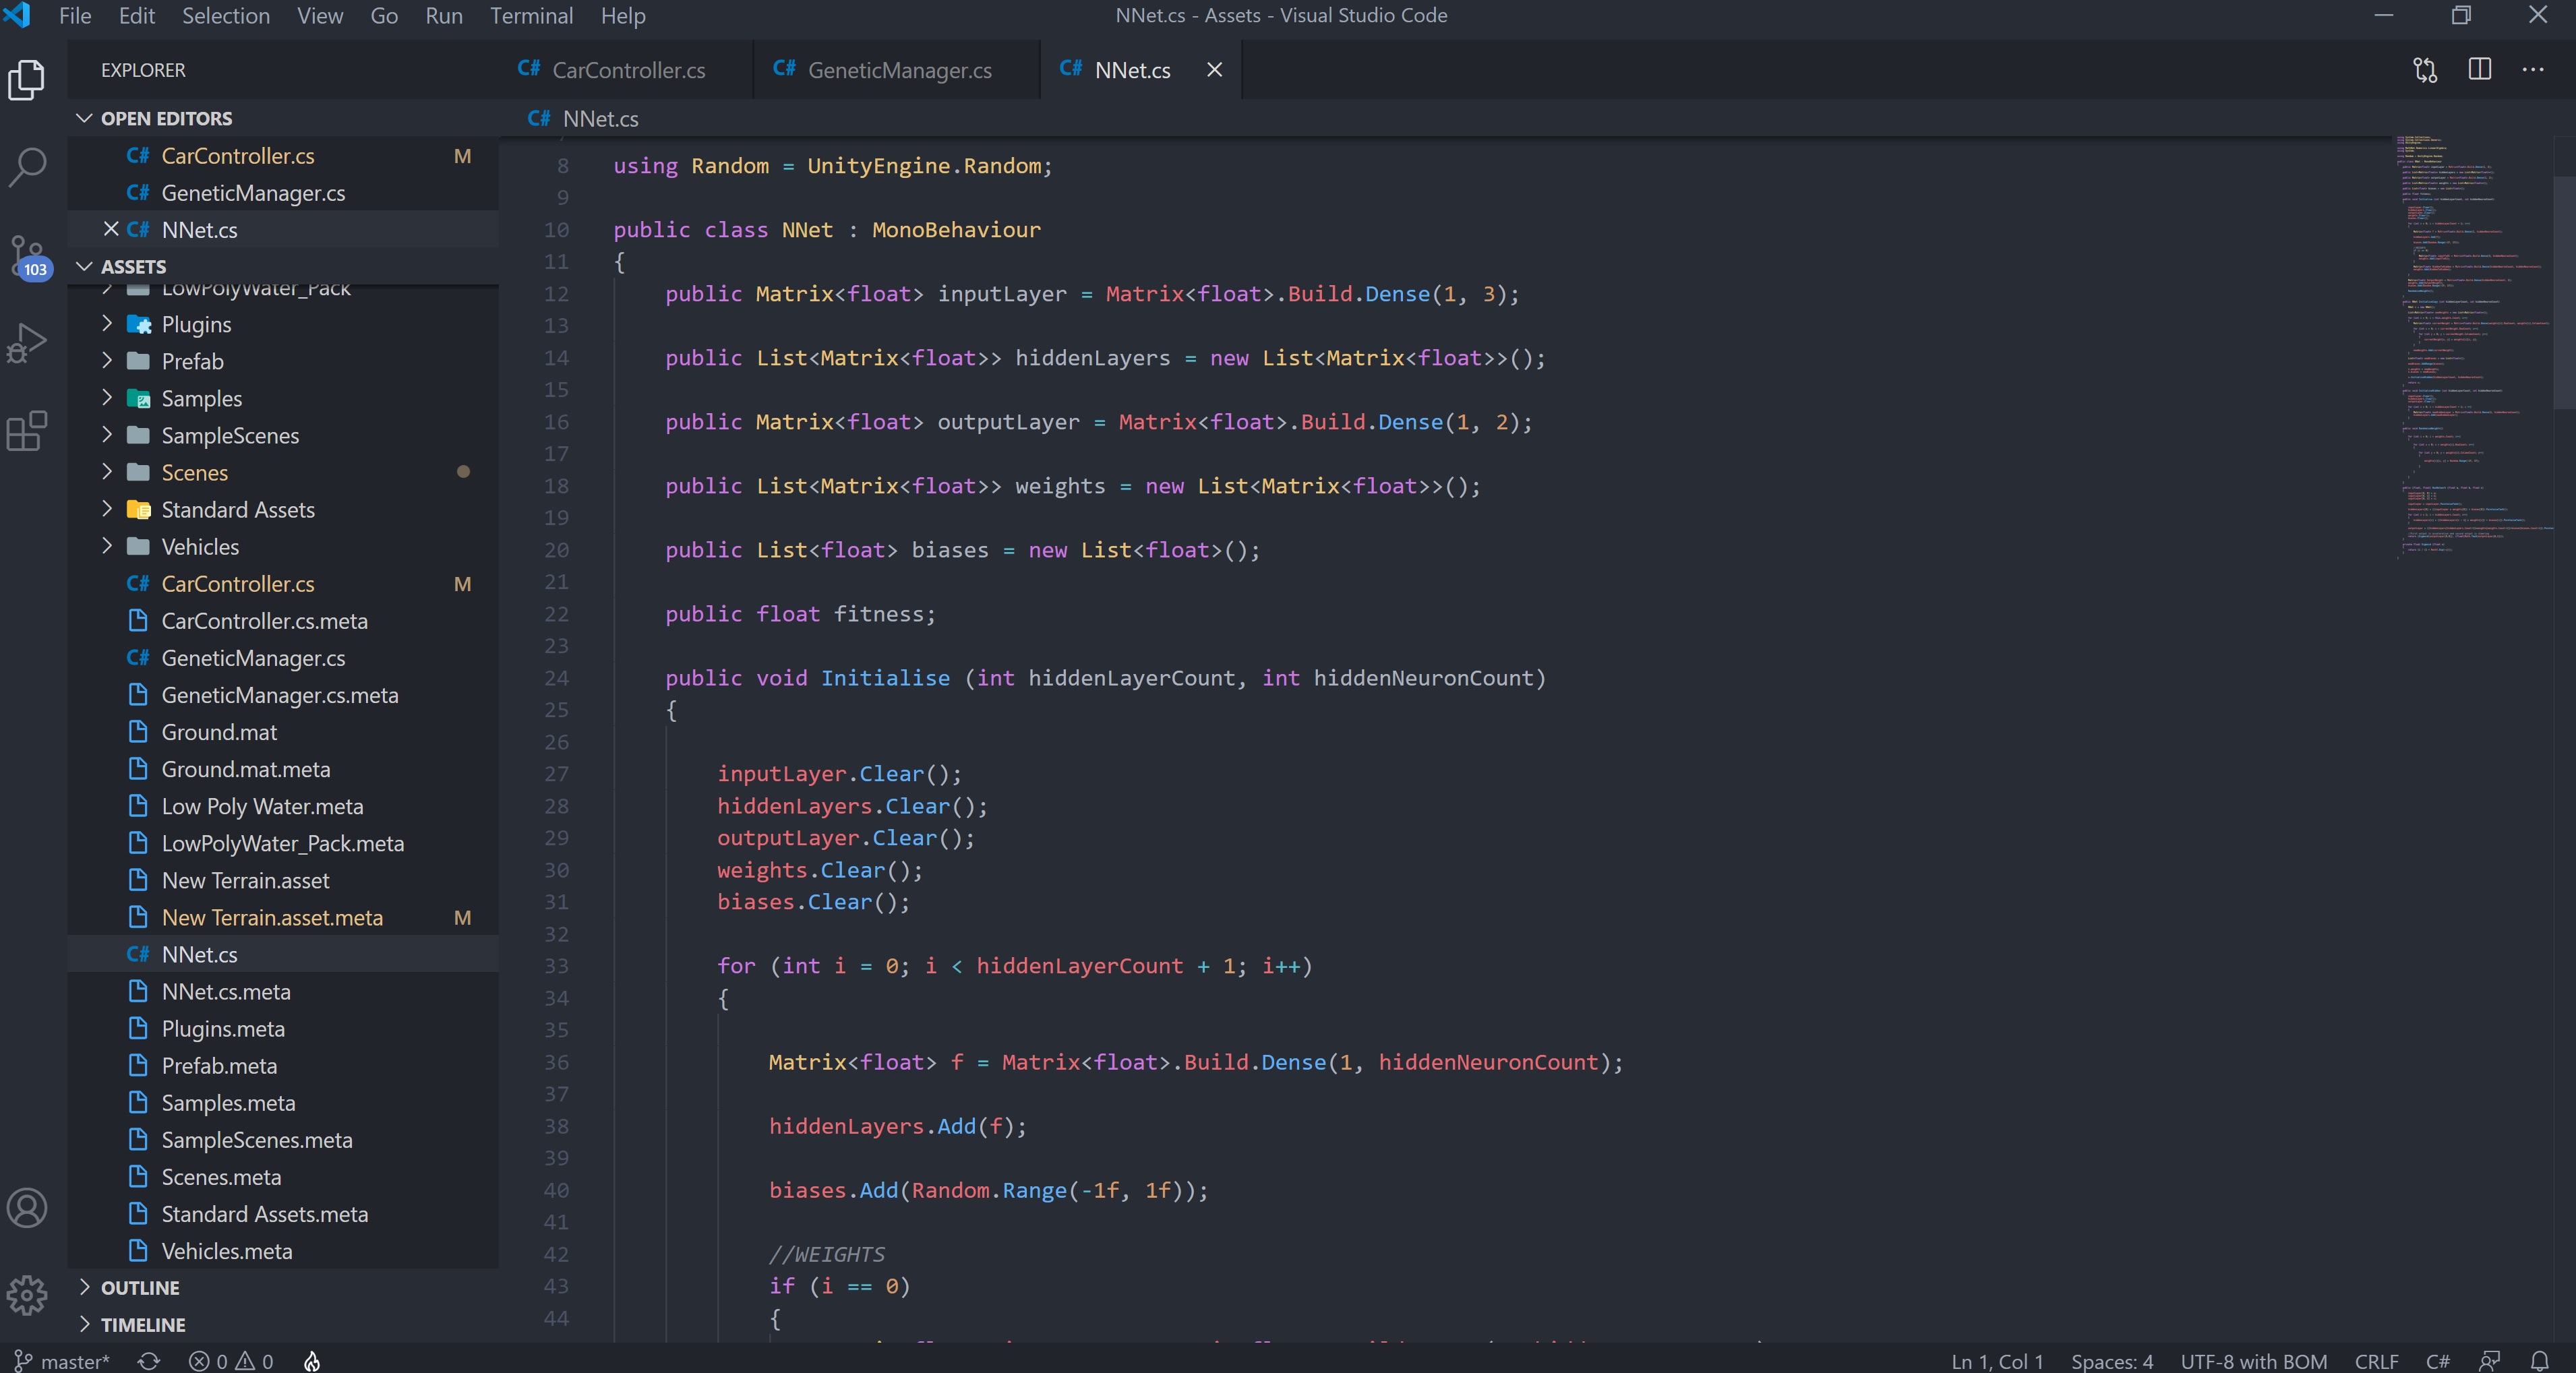 File Edit Selection View Go Run Terminal Help
NNet.cs - Assets - Visual Studio Code
EXPLORER
C# CarController.cs
C# GeneticManager.cs
C# NNet.cs
OPEN EDITORS
C# CarController.cs M
C# GeneticManager.cs
C# NNet.cs
103
ASSETS
LowPolyWater_Pack
Plugins
Prefab
Samples
SampleScenes
Scenes
Standard Assets
Vehicles
C# CarController.cs M
CarController.cs.meta
C# GeneticManager.cs
GeneticManager.cs.meta
Ground.mat
Ground.mat.meta
Low Poly Water.meta
LowPolyWater_Pack.meta
New Terrain.asset
New Terrain.asset.meta M
C# NNet.cs
NNet.cs.meta
Plugins.meta
Prefab.meta
Samples.meta
SampleScenes.meta
Scenes.meta
Standard Assets.meta
Vehicles.meta
OUTLINE
TIMELINE
C# NNet.cs
8 using Random = UnityEngine.Random;
9
10 public class NNet : MonoBehaviour
11 {
12 public Matrix<float> inputLayer = Matrix<float>.Build.Dense(1, 3);
13
14 public List<Matrix<float>> hiddenLayers = new List<Matrix<float>>();
15
16 public Matrix<float> outputLayer = Matrix<float>.Build.Dense(1, 2);
17
18 public List<Matrix<float>> weights = new List<Matrix<float>>();
19
20 public List<float> biases = new List<float>();
21
22 public float fitness;
23
24 public void Initialise (int hiddenLayerCount, int hiddenNeuronCount)
25 {
26
27 inputLayer.Clear();
28 hiddenLayers.Clear();
29 outputLayer.Clear();
30 weights.Clear();
31 biases.Clear();
32
33 for (int i = 0; i < hiddenLayerCount + 1; i++)
34 {
35
36 Matrix<float> f = Matrix<float>.Build.Dense(1, hiddenNeuronCount);
37
38 hiddenLayers.Add(f);
39
40 biases.Add(Random.Range(-1f, 1f));
41
42 //WEIGHTS
43 if (i == 0)
44 {
master* 0 0
Ln 1, Col 1 Spaces: 4 UTF-8 with BOM CRLF C#